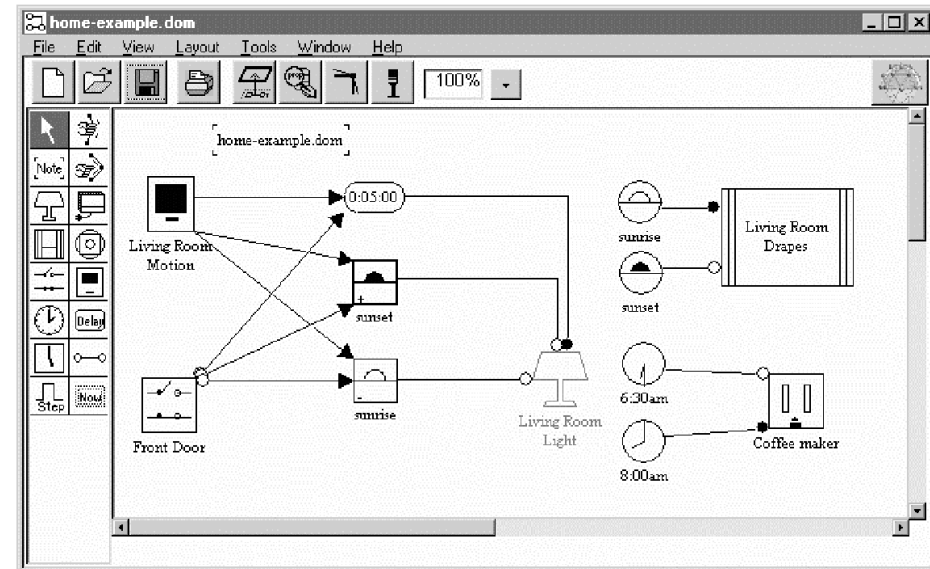 home-example.dom
File Edit View Layout Tools Window Help
100%
Note
Delay
Step
Now
home-example.dom
0:05:00
Living Room
Motion
sunset
sunrise
Front Door
Living Room
Light
sunrise
sunset
Living Room
Drapes
6:30am
8:00am
Coffee maker